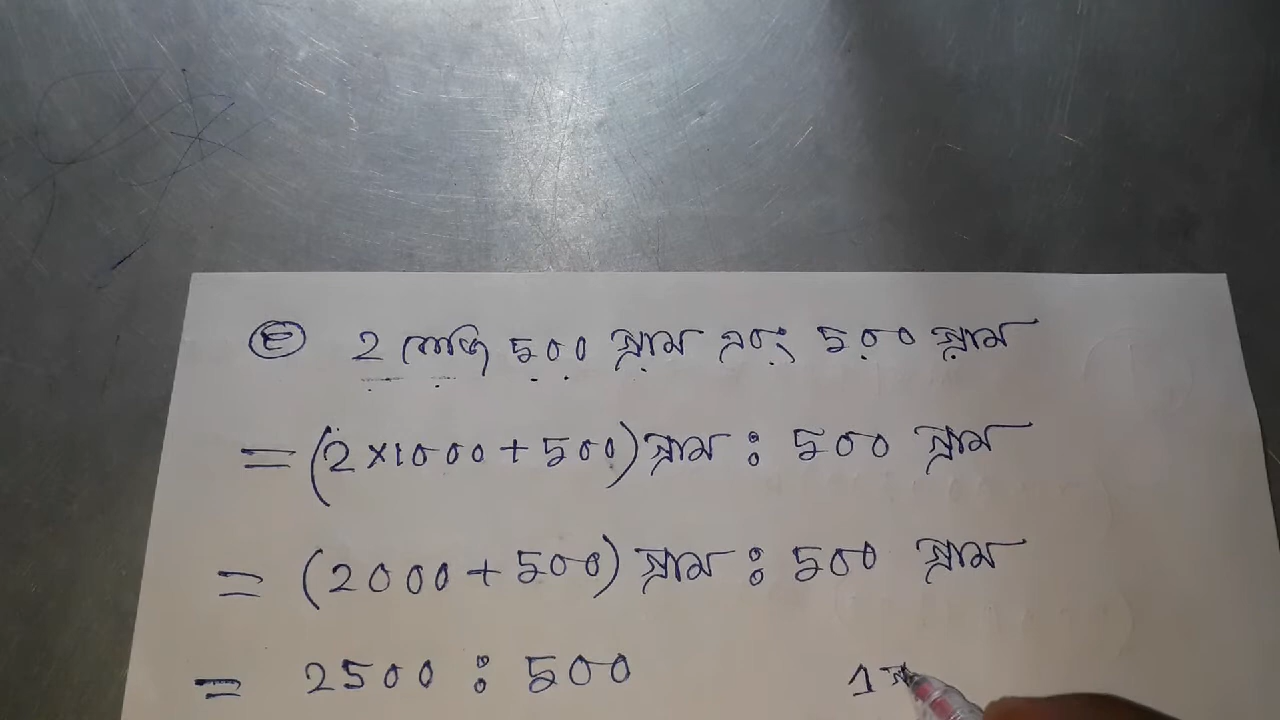 ঙ 2 কেজি 500 গ্রাম এবং 500 গ্রাম
= (2×1000 + 500) গ্রাম : 500 গ্রাম
= (2000 + 500) গ্রাম : 500 গ্রাম
= 2500 : 500